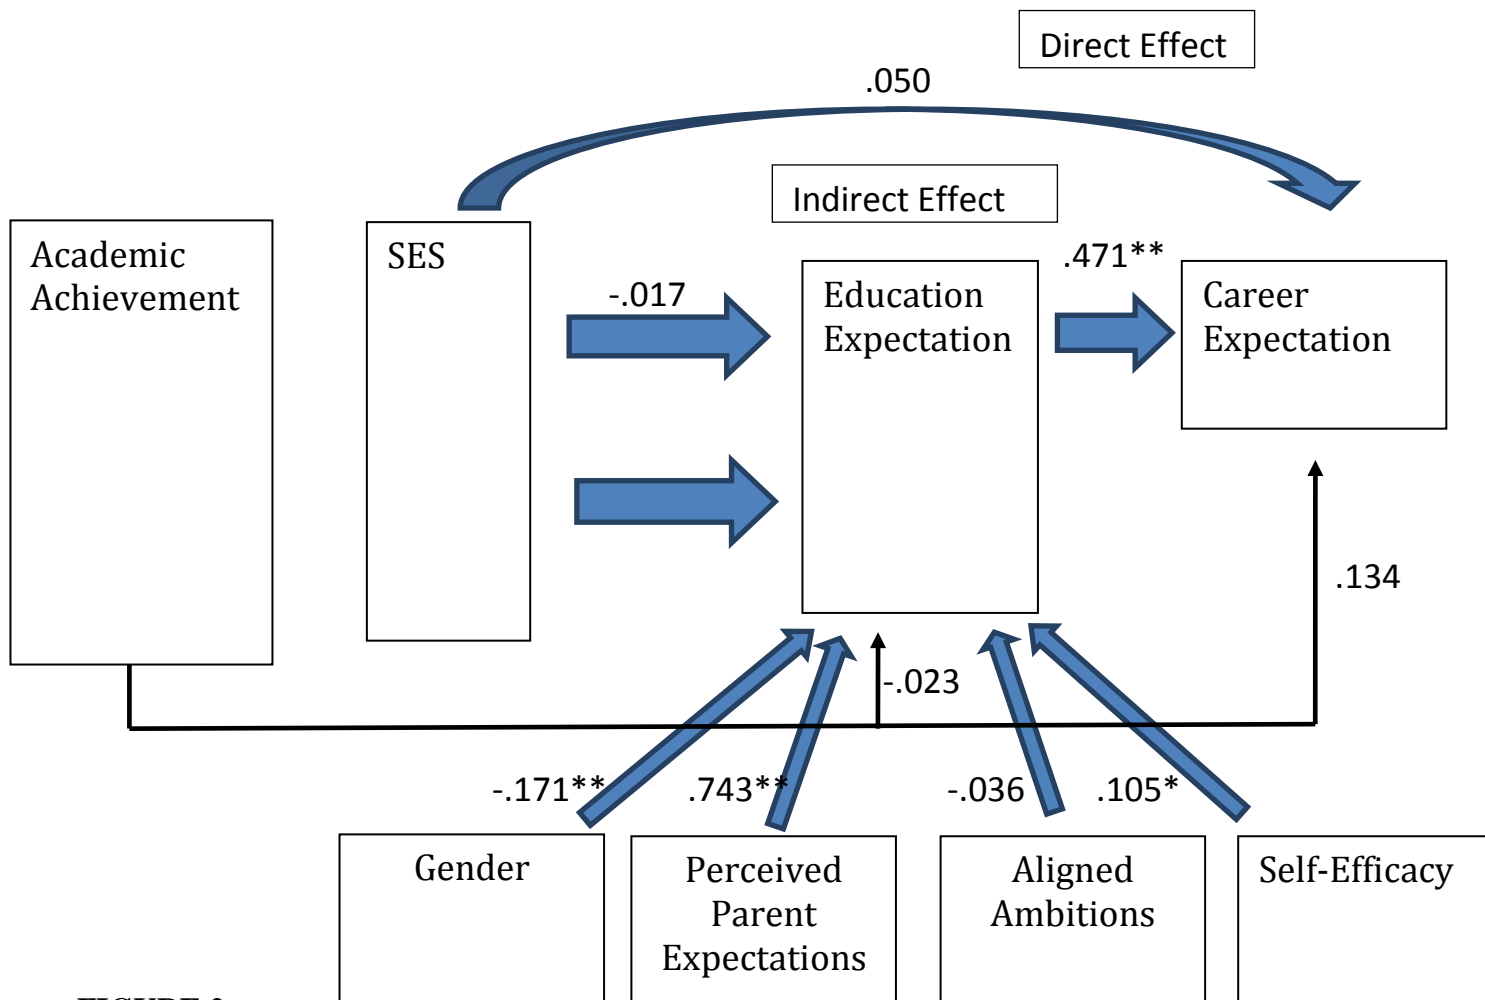 Direct Effect
.050
Indirect Effect
Academic
Achievement
SES
-.017
Education
Expectation
.471**
Career
Expectation
.134
-.023
-.171**
.743**
-.036
.105*
Gender
Perceived
Parent
Expectations
Aligned
Ambitions
Self-Efficacy